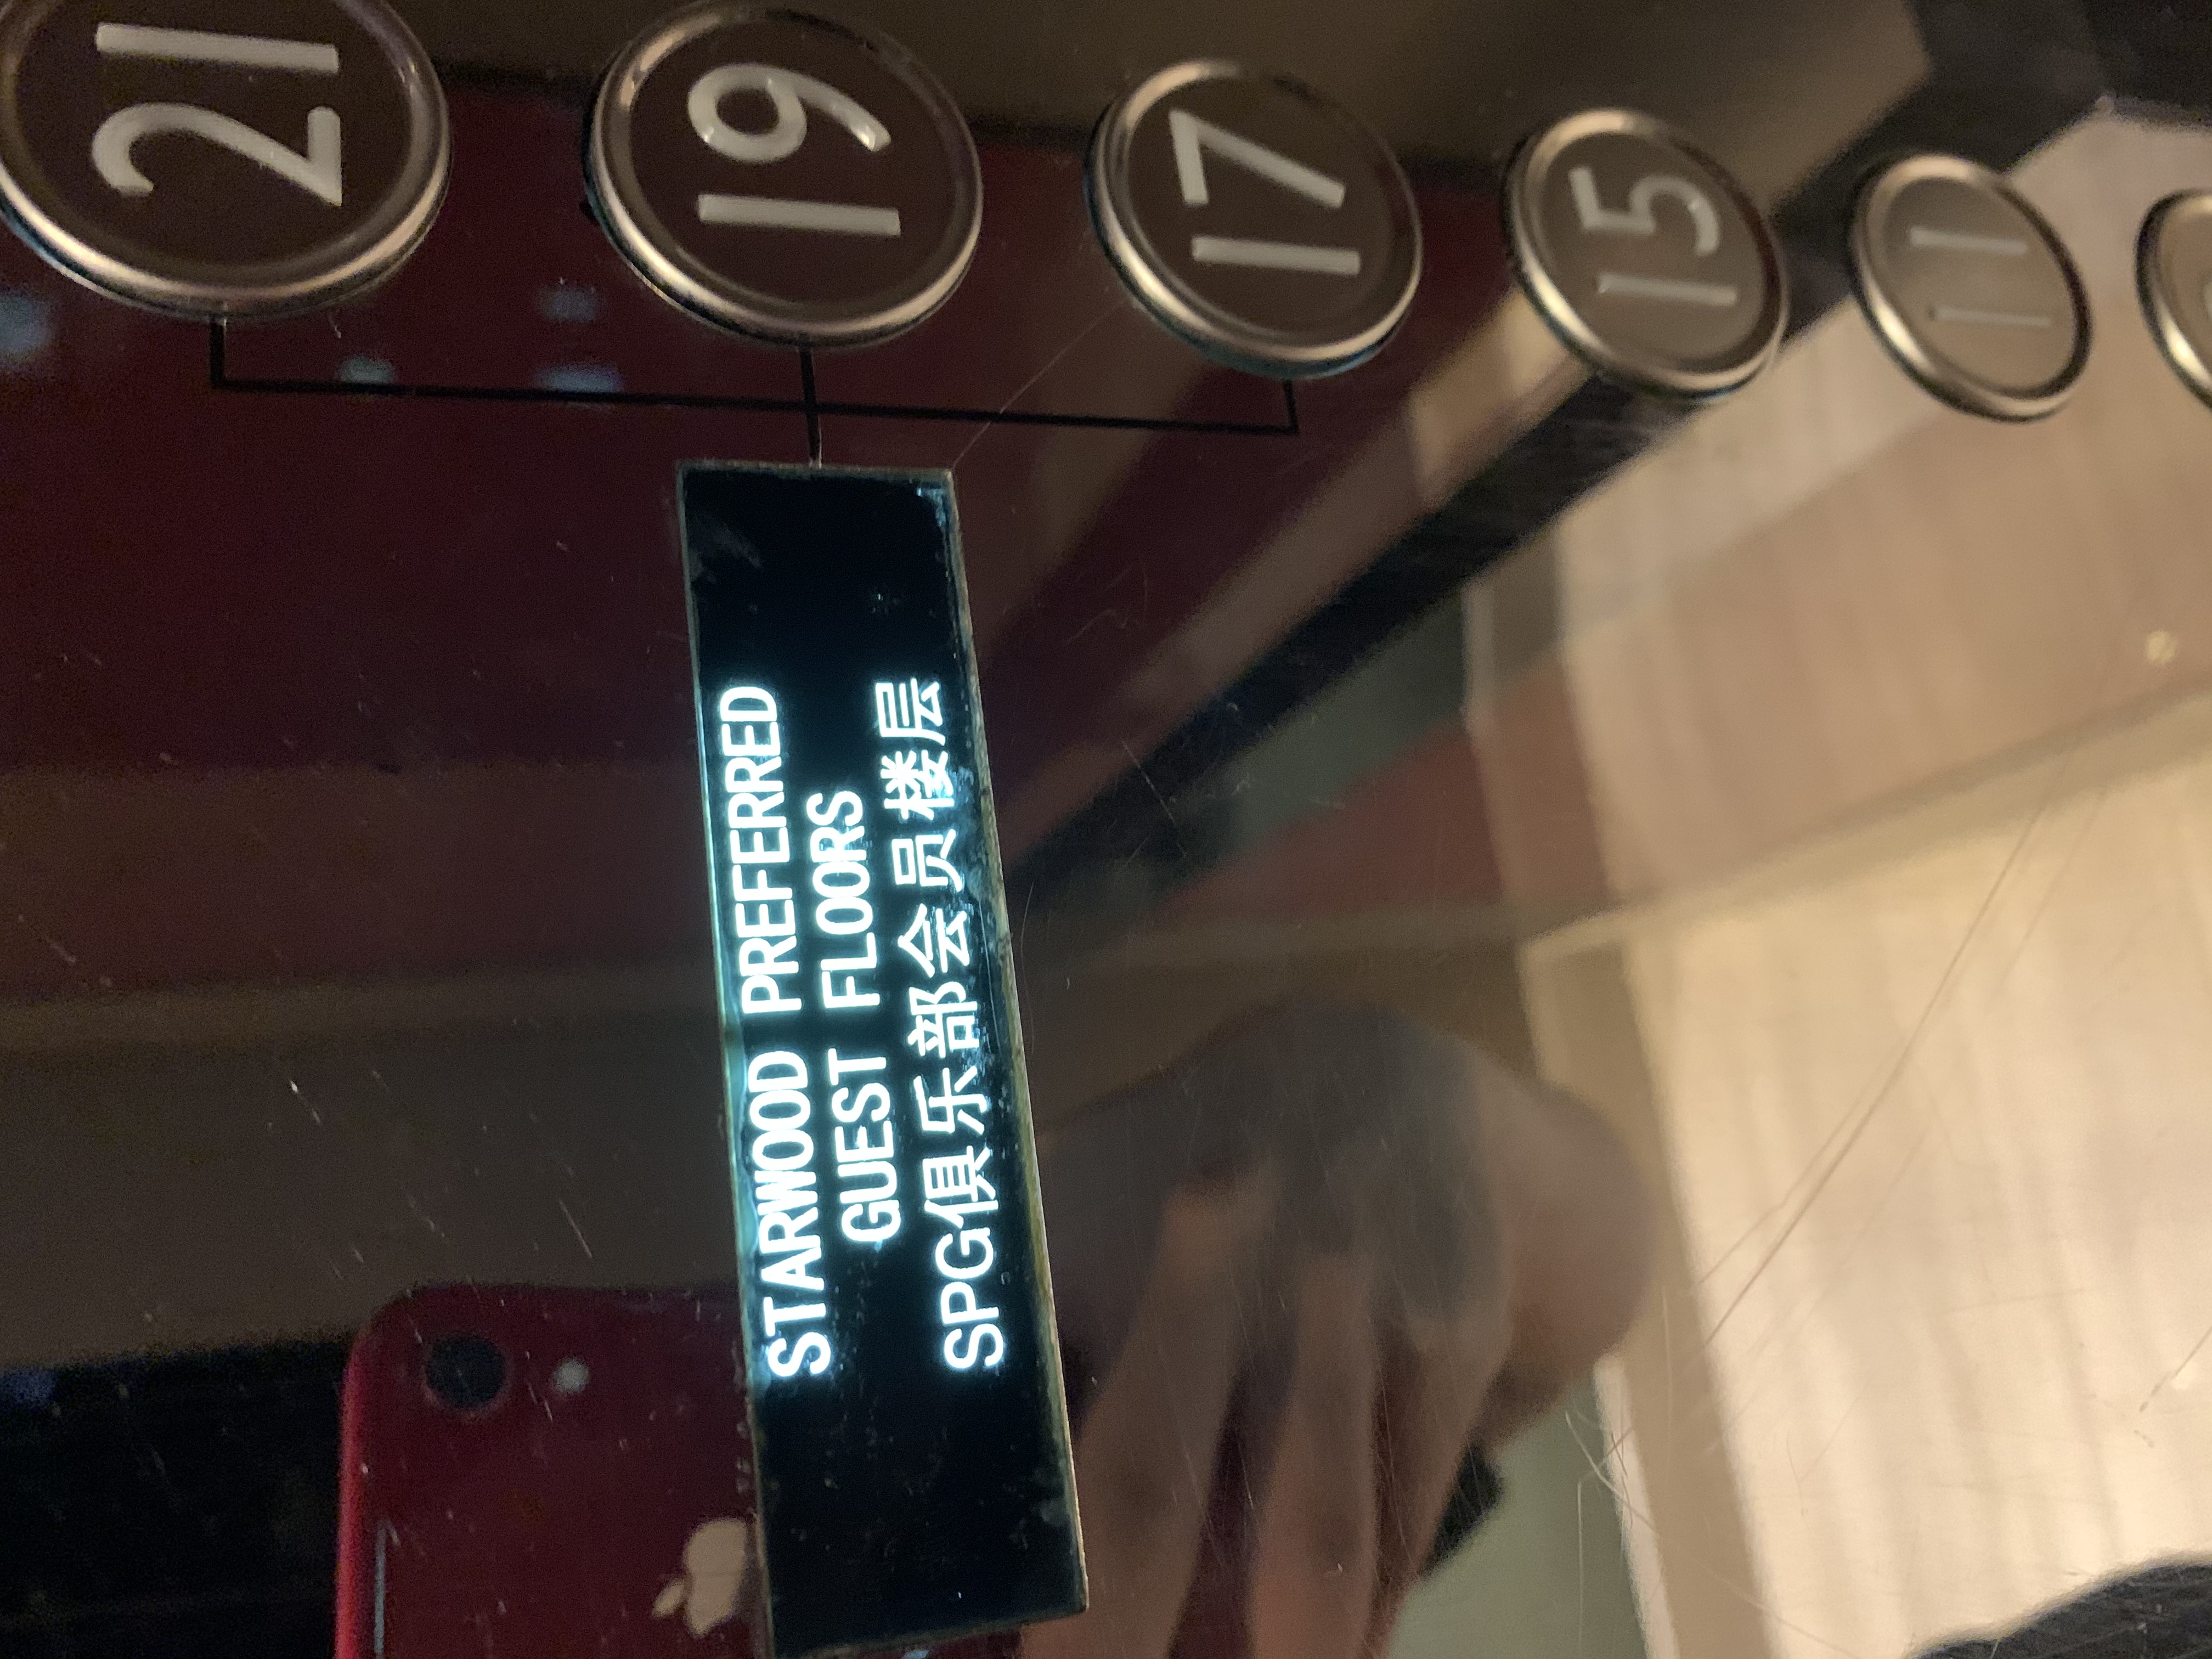 21
19
17
15
11
STARWOOD PREFERRED
GUEST FLOORS
SPG俱乐部会员楼层